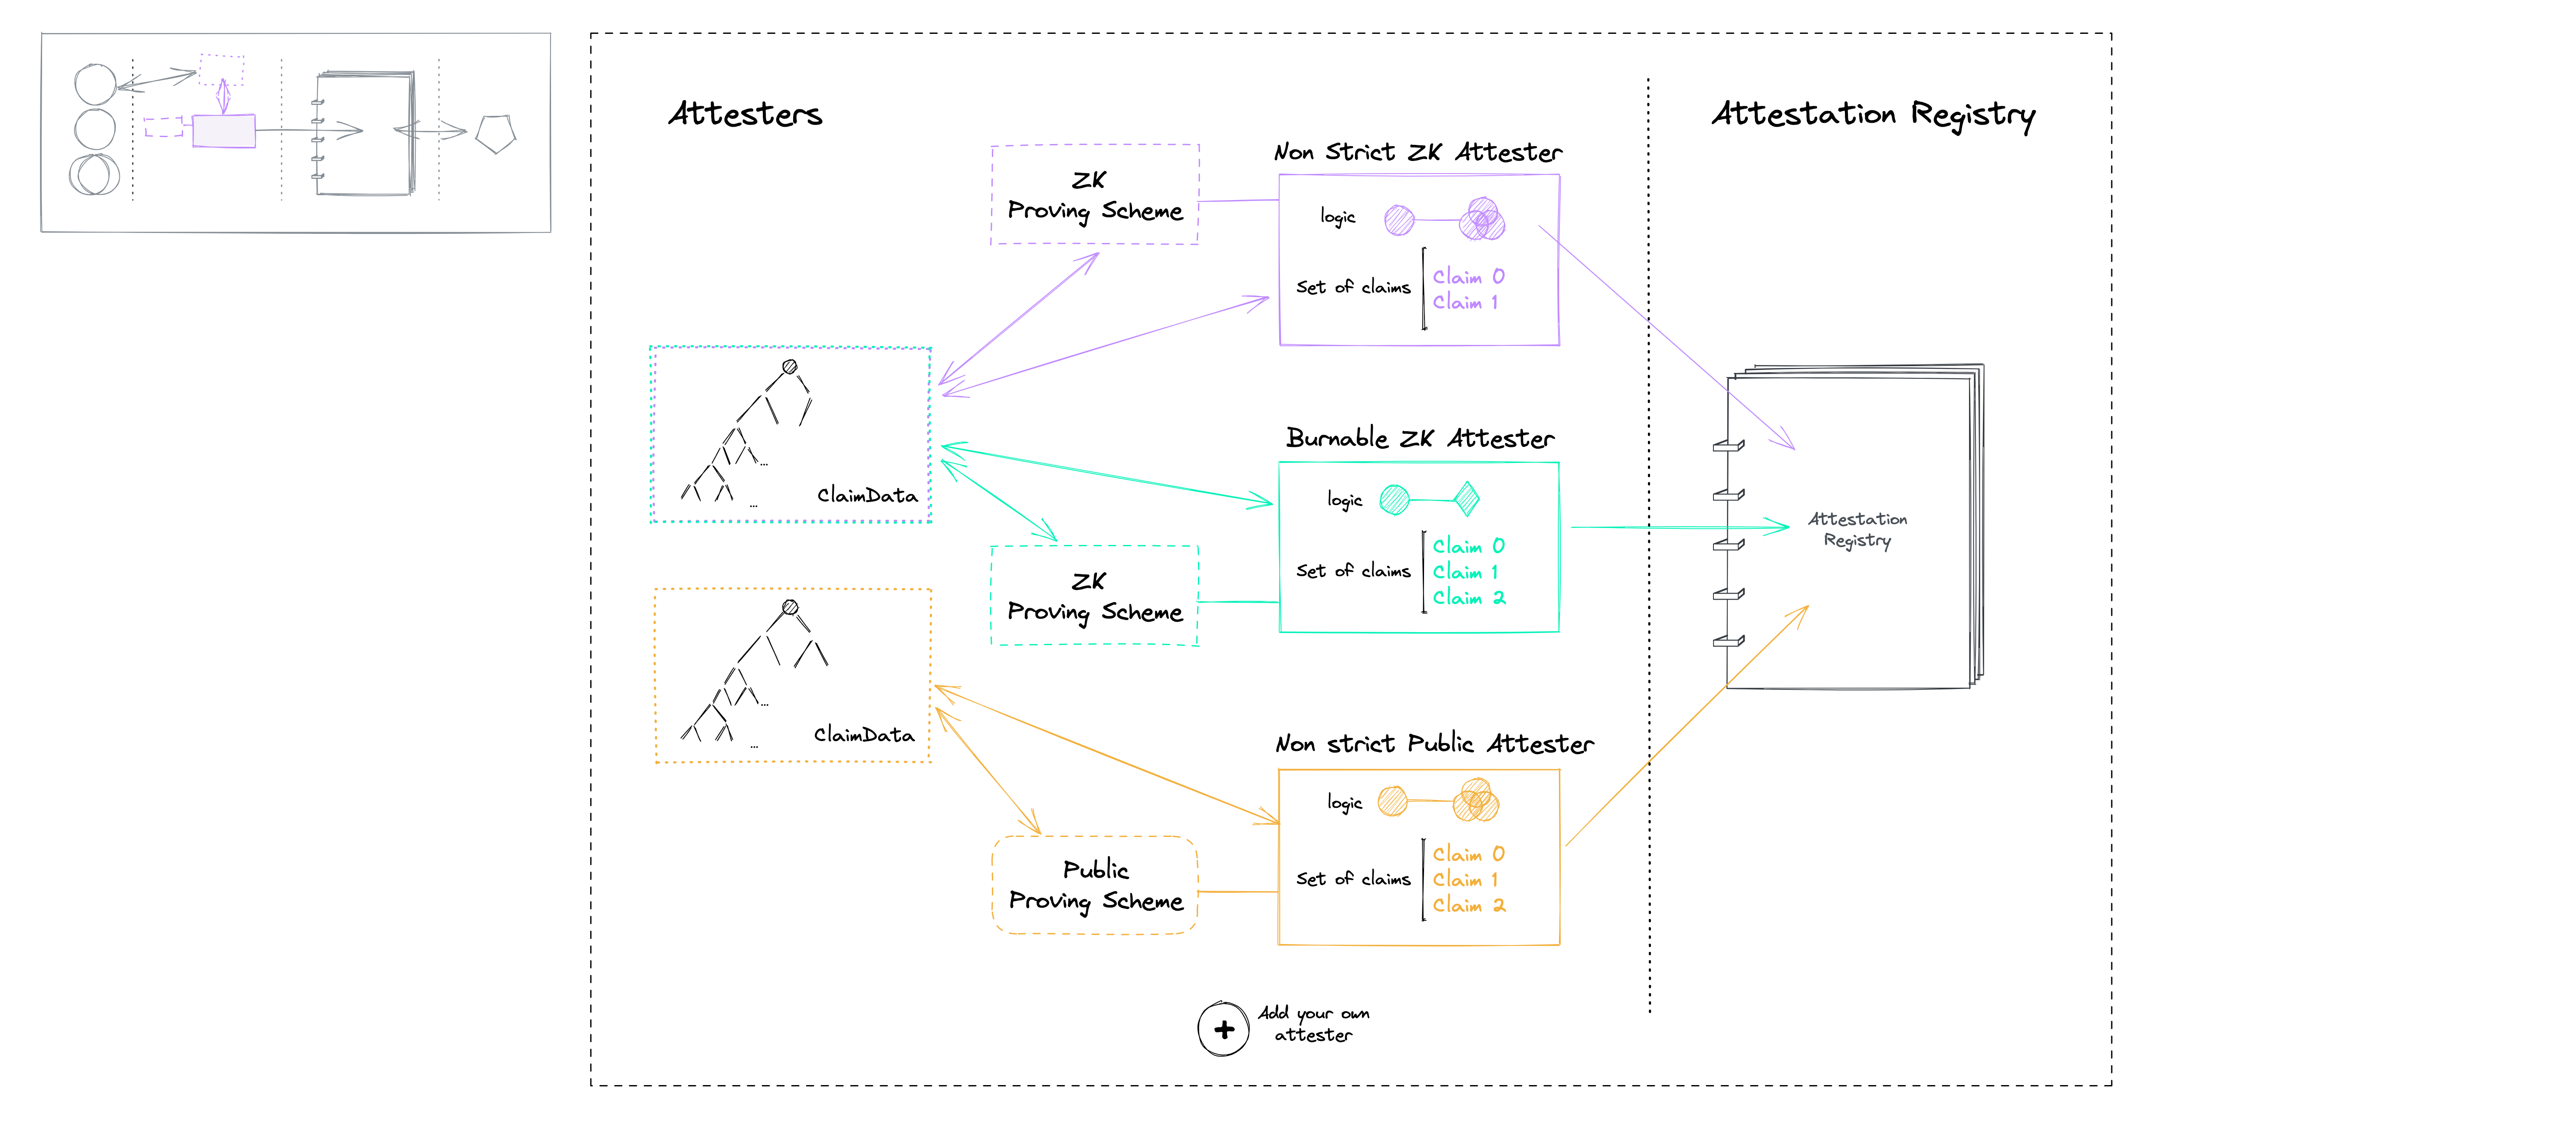 Attesters
Attestation Registry
Non Strict ZK Attester
ZK
Proving Scheme
logic
Set of claims
Claim 0
Claim 1
...
...
ClaimData
Burnable ZK Attester
ZK
Proving Scheme
logic
Set of claims
Claim 0
Claim 1
Claim 2
Attestation
Registry
...
...
ClaimData
Non strict Public Attester
Public
Proving Scheme
logic
Set of claims
Claim 0
Claim 1
Claim 2
+
Add your own
attester